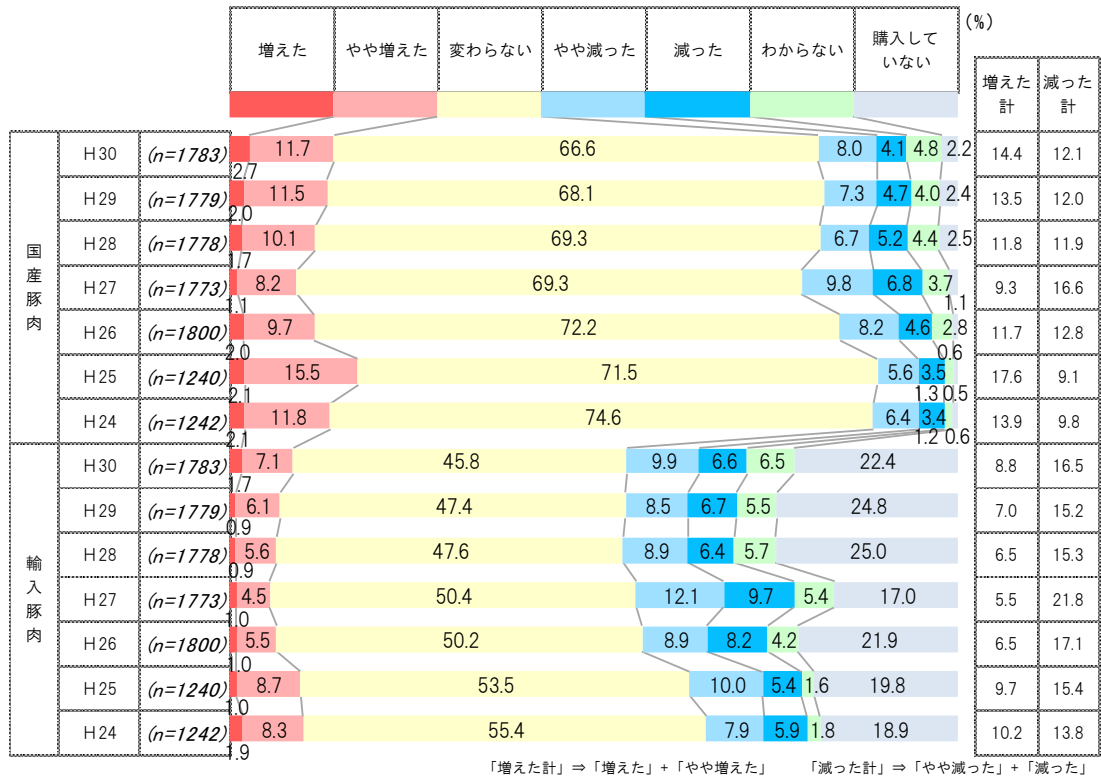 (%)
増えた やや増えた 変わらない やや減った 減った わからない 購入していない 増えた計 減った計
国産豚肉
H30 (n=1783) 2.7 11.7 66.6 8.0 4.1 4.8 2.2 14.4 12.1
H29 (n=1779) 2.0 11.5 68.1 7.3 4.7 4.0 2.4 13.5 12.0
H28 (n=1778) 1.7 10.1 69.3 6.7 5.2 4.4 2.5 11.8 11.9
H27 (n=1773) 1.1 8.2 69.3 9.8 6.8 3.7 1.1 9.3 16.6
H26 (n=1800) 2.0 9.7 72.2 8.2 4.6 2.8 0.6 11.7 12.8
H25 (n=1240) 2.1 15.5 71.5 5.6 3.5 1.3 0.5 17.6 9.1
H24 (n=1242) 2.1 11.8 74.6 6.4 3.4 1.2 0.6 13.9 9.8
輸入豚肉
H30 (n=1783) 1.7 7.1 45.8 9.9 6.6 6.5 22.4 8.8 16.5
H29 (n=1779) 0.9 6.1 47.4 8.5 6.7 5.5 24.8 7.0 15.2
H28 (n=1778) 0.9 5.6 47.6 8.9 6.4 5.7 25.0 6.5 15.3
H27 (n=1773) 1.0 4.5 50.4 12.1 9.7 5.4 17.0 5.5 21.8
H26 (n=1800) 1.0 5.5 50.2 8.9 8.2 4.2 21.9 6.5 17.1
H25 (n=1240) 1.0 8.7 53.5 10.0 5.4 1.6 19.8 9.7 15.4
H24 (n=1242) 1.9 8.3 55.4 7.9 5.9 1.8 18.9 10.2 13.8
「増えた計」⇒「増えた」+「やや増えた」 「減った計」⇒「やや減った」+「減った」